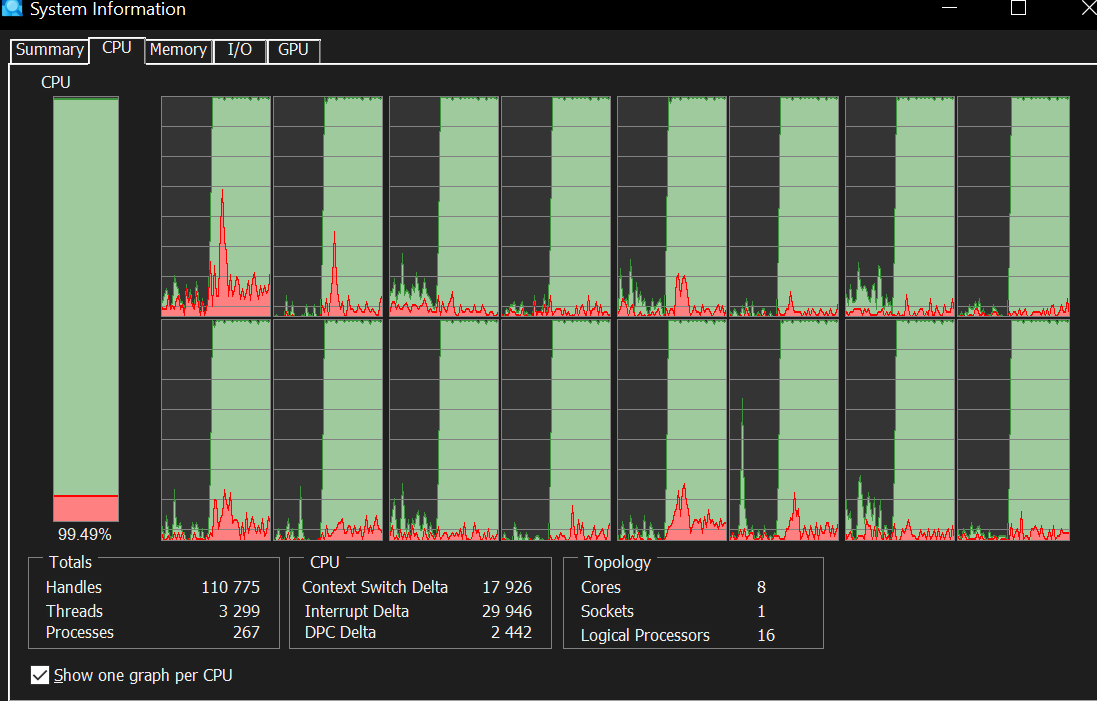 System Information
Summary CPU Memory I/O GPU
CPU
99.49%
Totals
Handles 110 775
Threads 3 299
Processes 267
CPU
Context Switch Delta 17 926
Interrupt Delta 29 946
DPC Delta 2 442
Topology
Cores 8
Sockets 1
Logical Processors 16
Show one graph per CPU